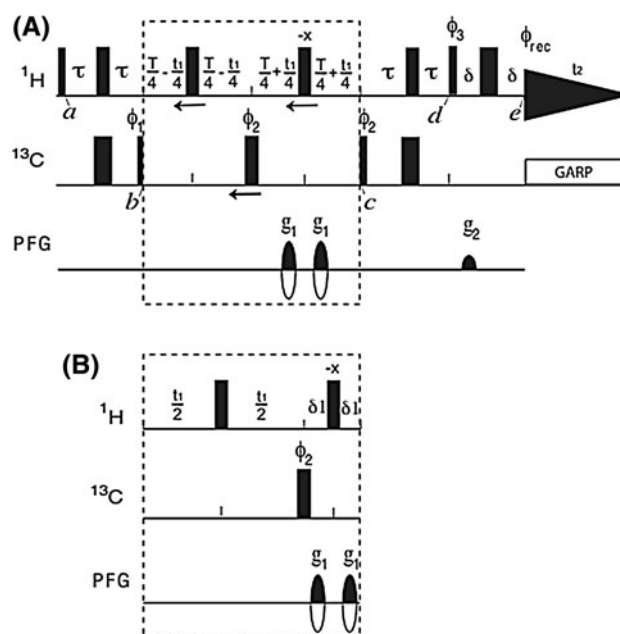 (A)
-x
ϕ3
ϕrec
1H τ τ T/4 - t1/4 T/4 - t1/4 T/4 + t1/4 T/4 + t1/4 τ τ δ δ t2
a d e
ϕ1 ϕ2 ϕ2
13C GARP
b c
g1 g1 g2
PFG
(B)
-x
1H t1/2 t1/2 δ1 δ1
ϕ2
13C
g1 g1
PFG